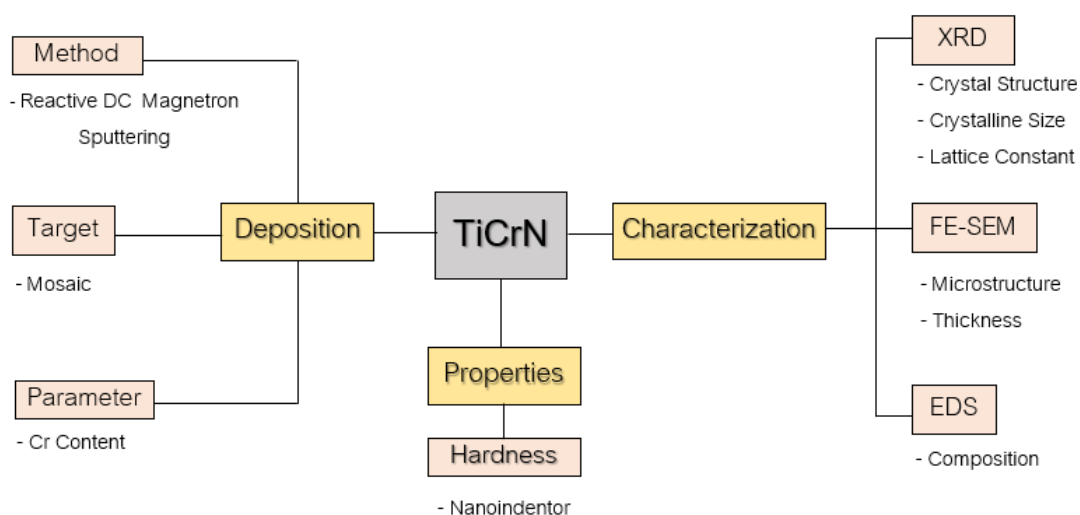 Method
- Reactive DC Magnetron
Sputtering
Target
- Mosaic
Parameter
- Cr Content
Deposition
TiCrN
Properties
Hardness
- Nanoindentor
Characterization
XRD
- Crystal Structure
- Crystalline Size
- Lattice Constant
FE-SEM
- Microstructure
- Thickness
EDS
- Composition